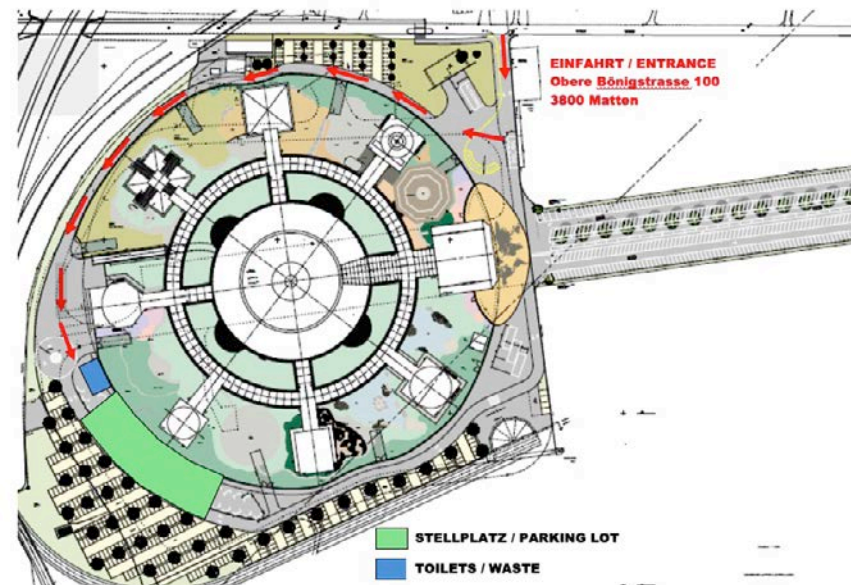 EINFAHRT / ENTRANCE
Obere Bönigstrasse 100
3800 Matten
STELLPLATZ / PARKING LOT
TOILETS / WASTE